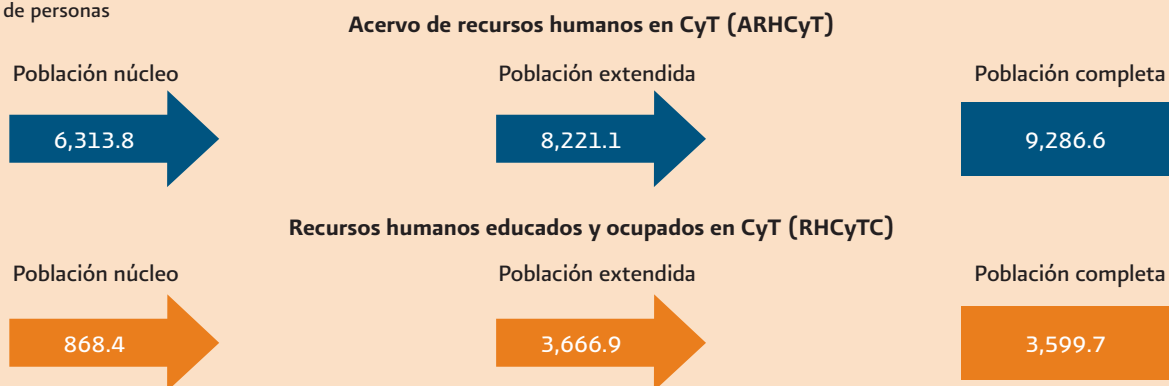 de personas
Acervo de recursos humanos en CyT (ARHCyT)
Población núcleo Población extendida Población completa
6,313.8 8,221.1 9,286.6
Recursos humanos educados y ocupados en CyT (RHCyTC)
Población núcleo Población extendida Población completa
868.4 3,666.9 3,599.7